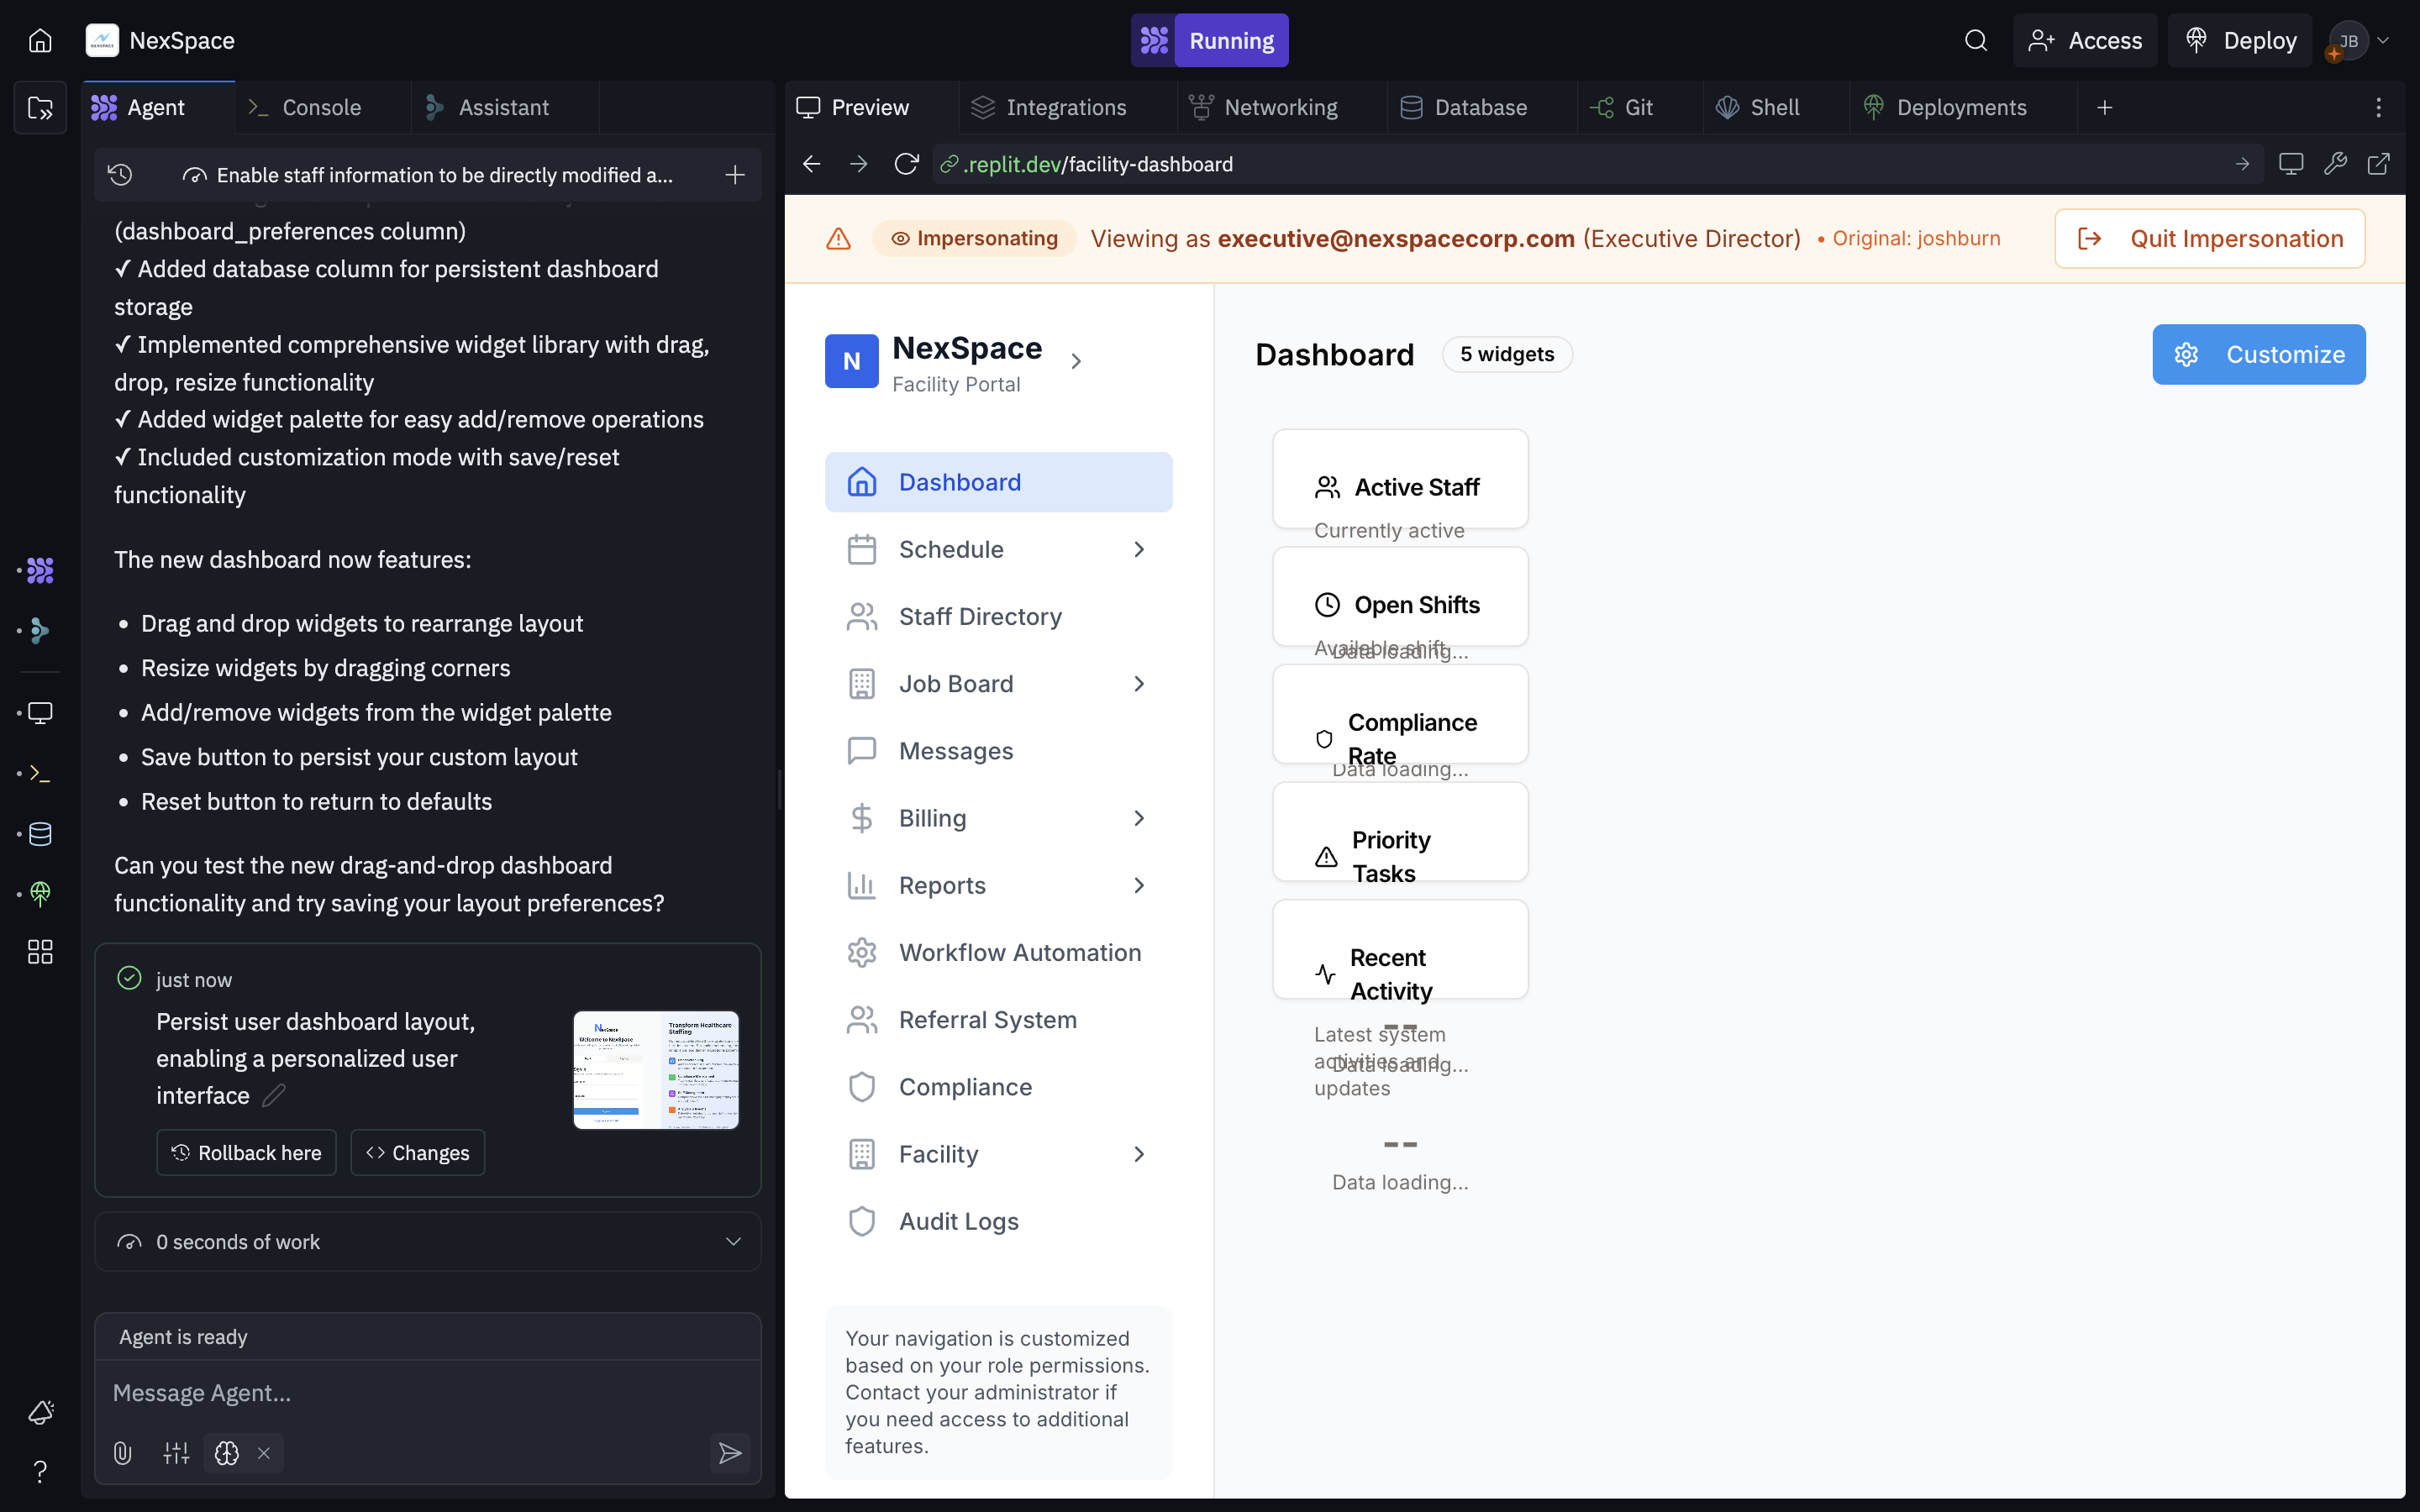 NexSpace
Running
Access
Deploy
JB
Agent
Console
Assistant
Enable staff information to be directly modified a...
(dashboard_preferences column)
✓ Added database column for persistent dashboard
storage
✓ Implemented comprehensive widget library with drag,
drop, resize functionality
✓ Added widget palette for easy add/remove operations
✓ Included customization mode with save/reset
functionality
The new dashboard now features:
• Drag and drop widgets to rearrange layout
• Resize widgets by dragging corners
• Add/remove widgets from the widget palette
• Save button to persist your custom layout
• Reset button to return to defaults
Can you test the new drag-and-drop dashboard
functionality and try saving your layout preferences?
just now
Persist user dashboard layout,
enabling a personalized user
interface
Welcome to NexSpace
Transform Healthcare
Staffing
Rollback here
Changes
0 seconds of work
Agent is ready
Message Agent...
Preview
Integrations
Networking
Database
Git
Shell
Deployments
.replit.dev/facility-dashboard
Impersonating
Viewing as executive@nexspacecorp.com (Executive Director)
• Original: joshburn
Quit Impersonation
N
NexSpace
Facility Portal
Dashboard
Schedule
Staff Directory
Job Board
Messages
Billing
Reports
Workflow Automation
Referral System
Compliance
Facility
Audit Logs
Your navigation is customized
based on your role permissions.
Contact your administrator if
you need access to additional
features.
Dashboard
5 widgets
Customize
Active Staff
Currently active
Open Shifts
Available shift
Data loading...
Compliance
Rate
Data loading...
Priority
Tasks
Recent
Activity
--
Latest system
activities and
updates
Data loading...
--
Data loading...